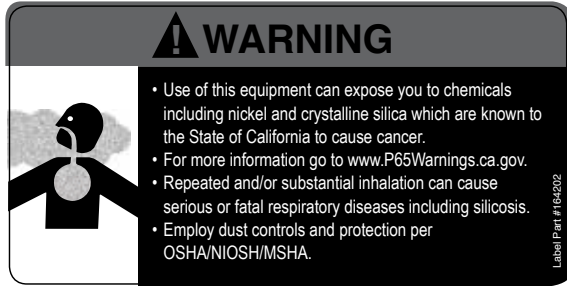 WARNING
• Use of this equipment can expose you to chemicals
including nickel and crystalline silica which are known to
the State of California to cause cancer.
• For more information go to www.P65Warnings.ca.gov.
• Repeated and/or substantial inhalation can cause
serious or fatal respiratory diseases including silicosis.
• Employ dust controls and protection per
OSHA/NIOSH/MSHA.
Label Part #164202